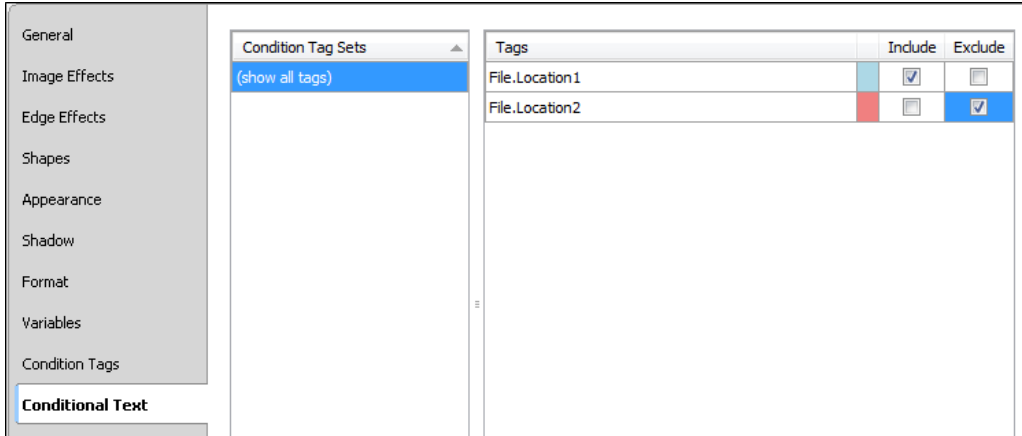 General
Image Effects
Edge Effects
Shapes
Appearance
Shadow
Format
Variables
Condition Tags
Conditional Text
Condition Tag Sets
(show all tags)
Tags Include Exclude
File.Location1
File.Location2